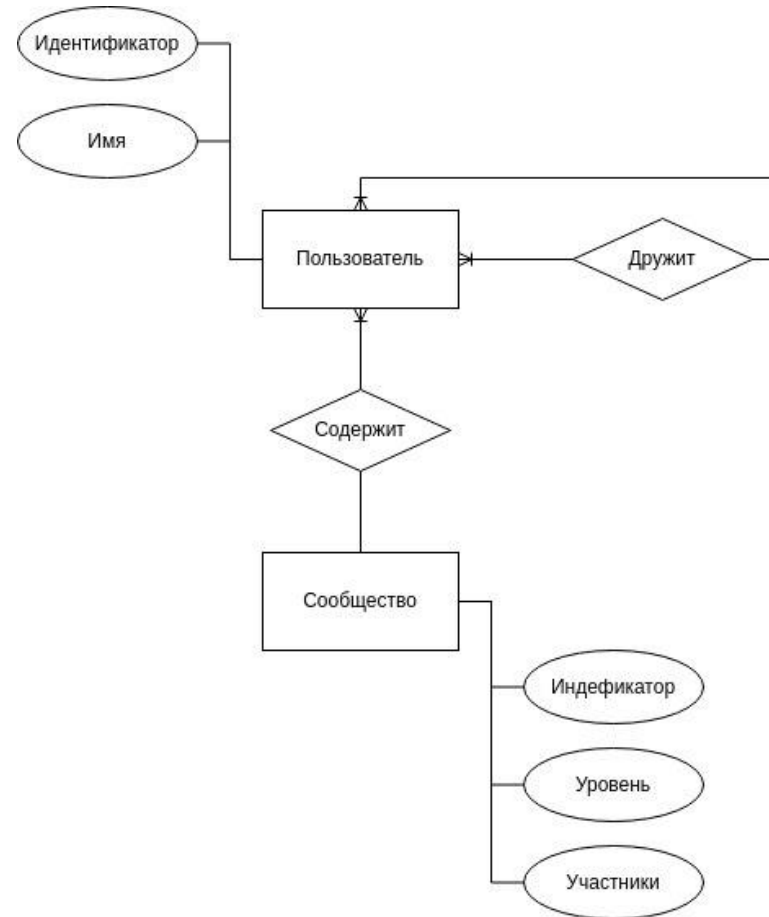 Идентификатор
Имя
Пользователь
Дружит
Содержит
Сообщество
Индефикатор
Уровень
Участники